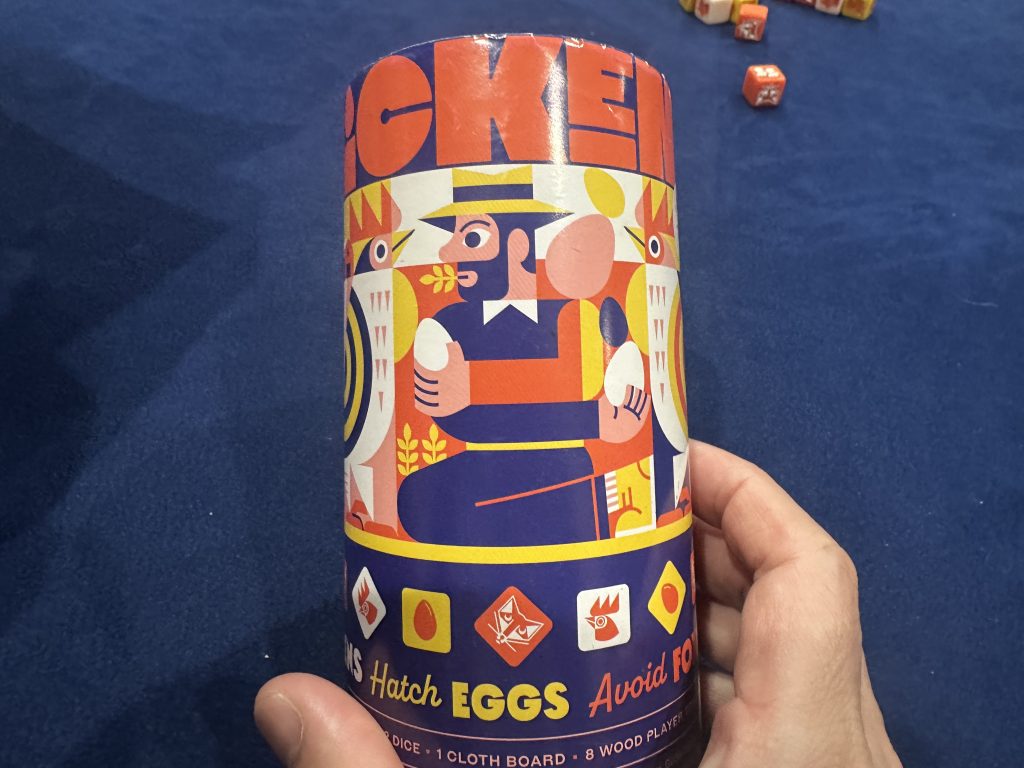 CKEN
Hatch EGGS Avoid
DICE • 1 CLOTH BOARD • 8 WOOD PLAYER